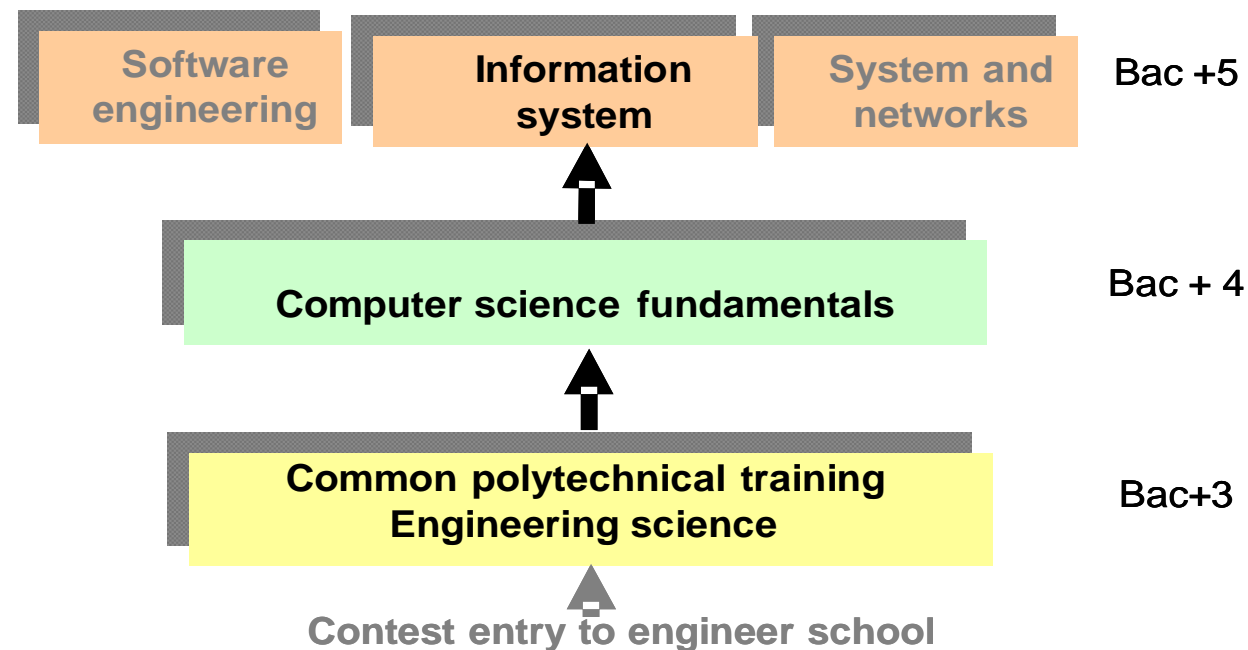 Software
engineering
Information
system
System and
networks
Bac +5
Computer science fundamentals
Bac + 4
Common polytechnical training
Engineering science
Bac+3
Contest entry to engineer school